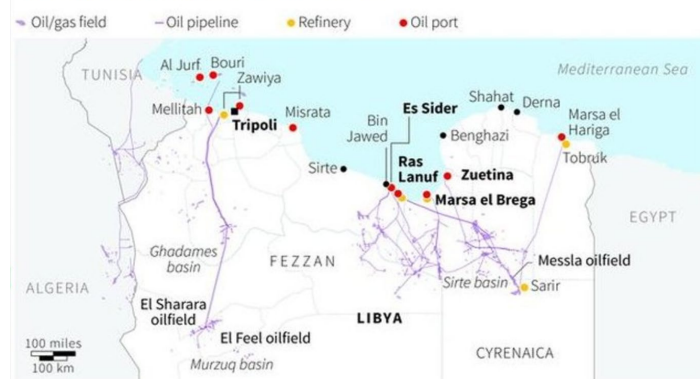 Oil/gas field
Oil pipeline
Refinery
Oil port
TUNISIA
Al Jurf
Bouri
Zawiya
Mediterranean Sea
Mellitah
Tripoli
Misrata
Bin
Jawed
Es Sider
Shahat
Derna
Marsa el
Hariga
Benghazi
Tobruk
Sirte
Ras
Lanuf
Zuetina
Marsa el Brega
EGYPT
Ghadames
basin
FEZZAN
Messla oilfield
Sirte basin
Sarir
ALGERIA
El Sharara
oilfield
LIBYA
El Feel oilfield
100 miles
100 km
Murzuq basin
CYRENAICA